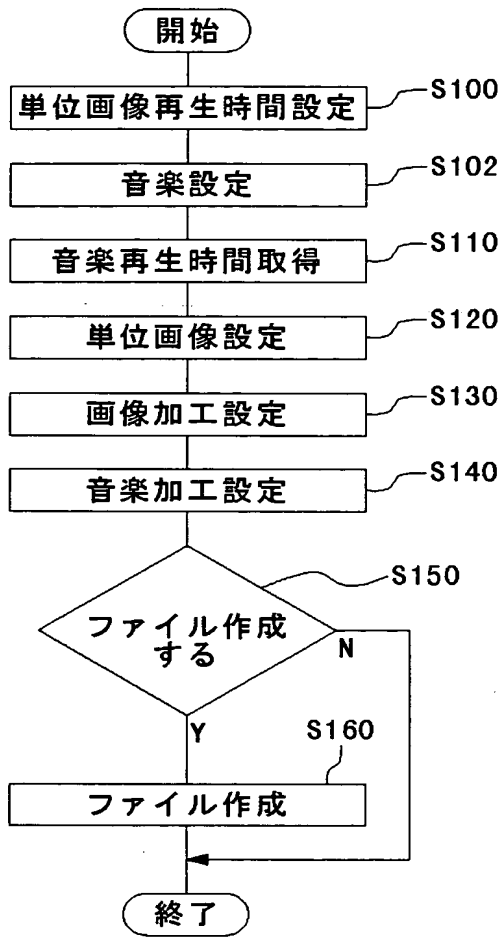 開始
単位画像再生時間設定
S100
音楽設定
S102
音楽再生時間取得
S110
単位画像設定
S120
画像加工設定
S130
音楽加工設定
S140
S150
ファイル作成
する
N
Y
S160
ファイル作成
終了